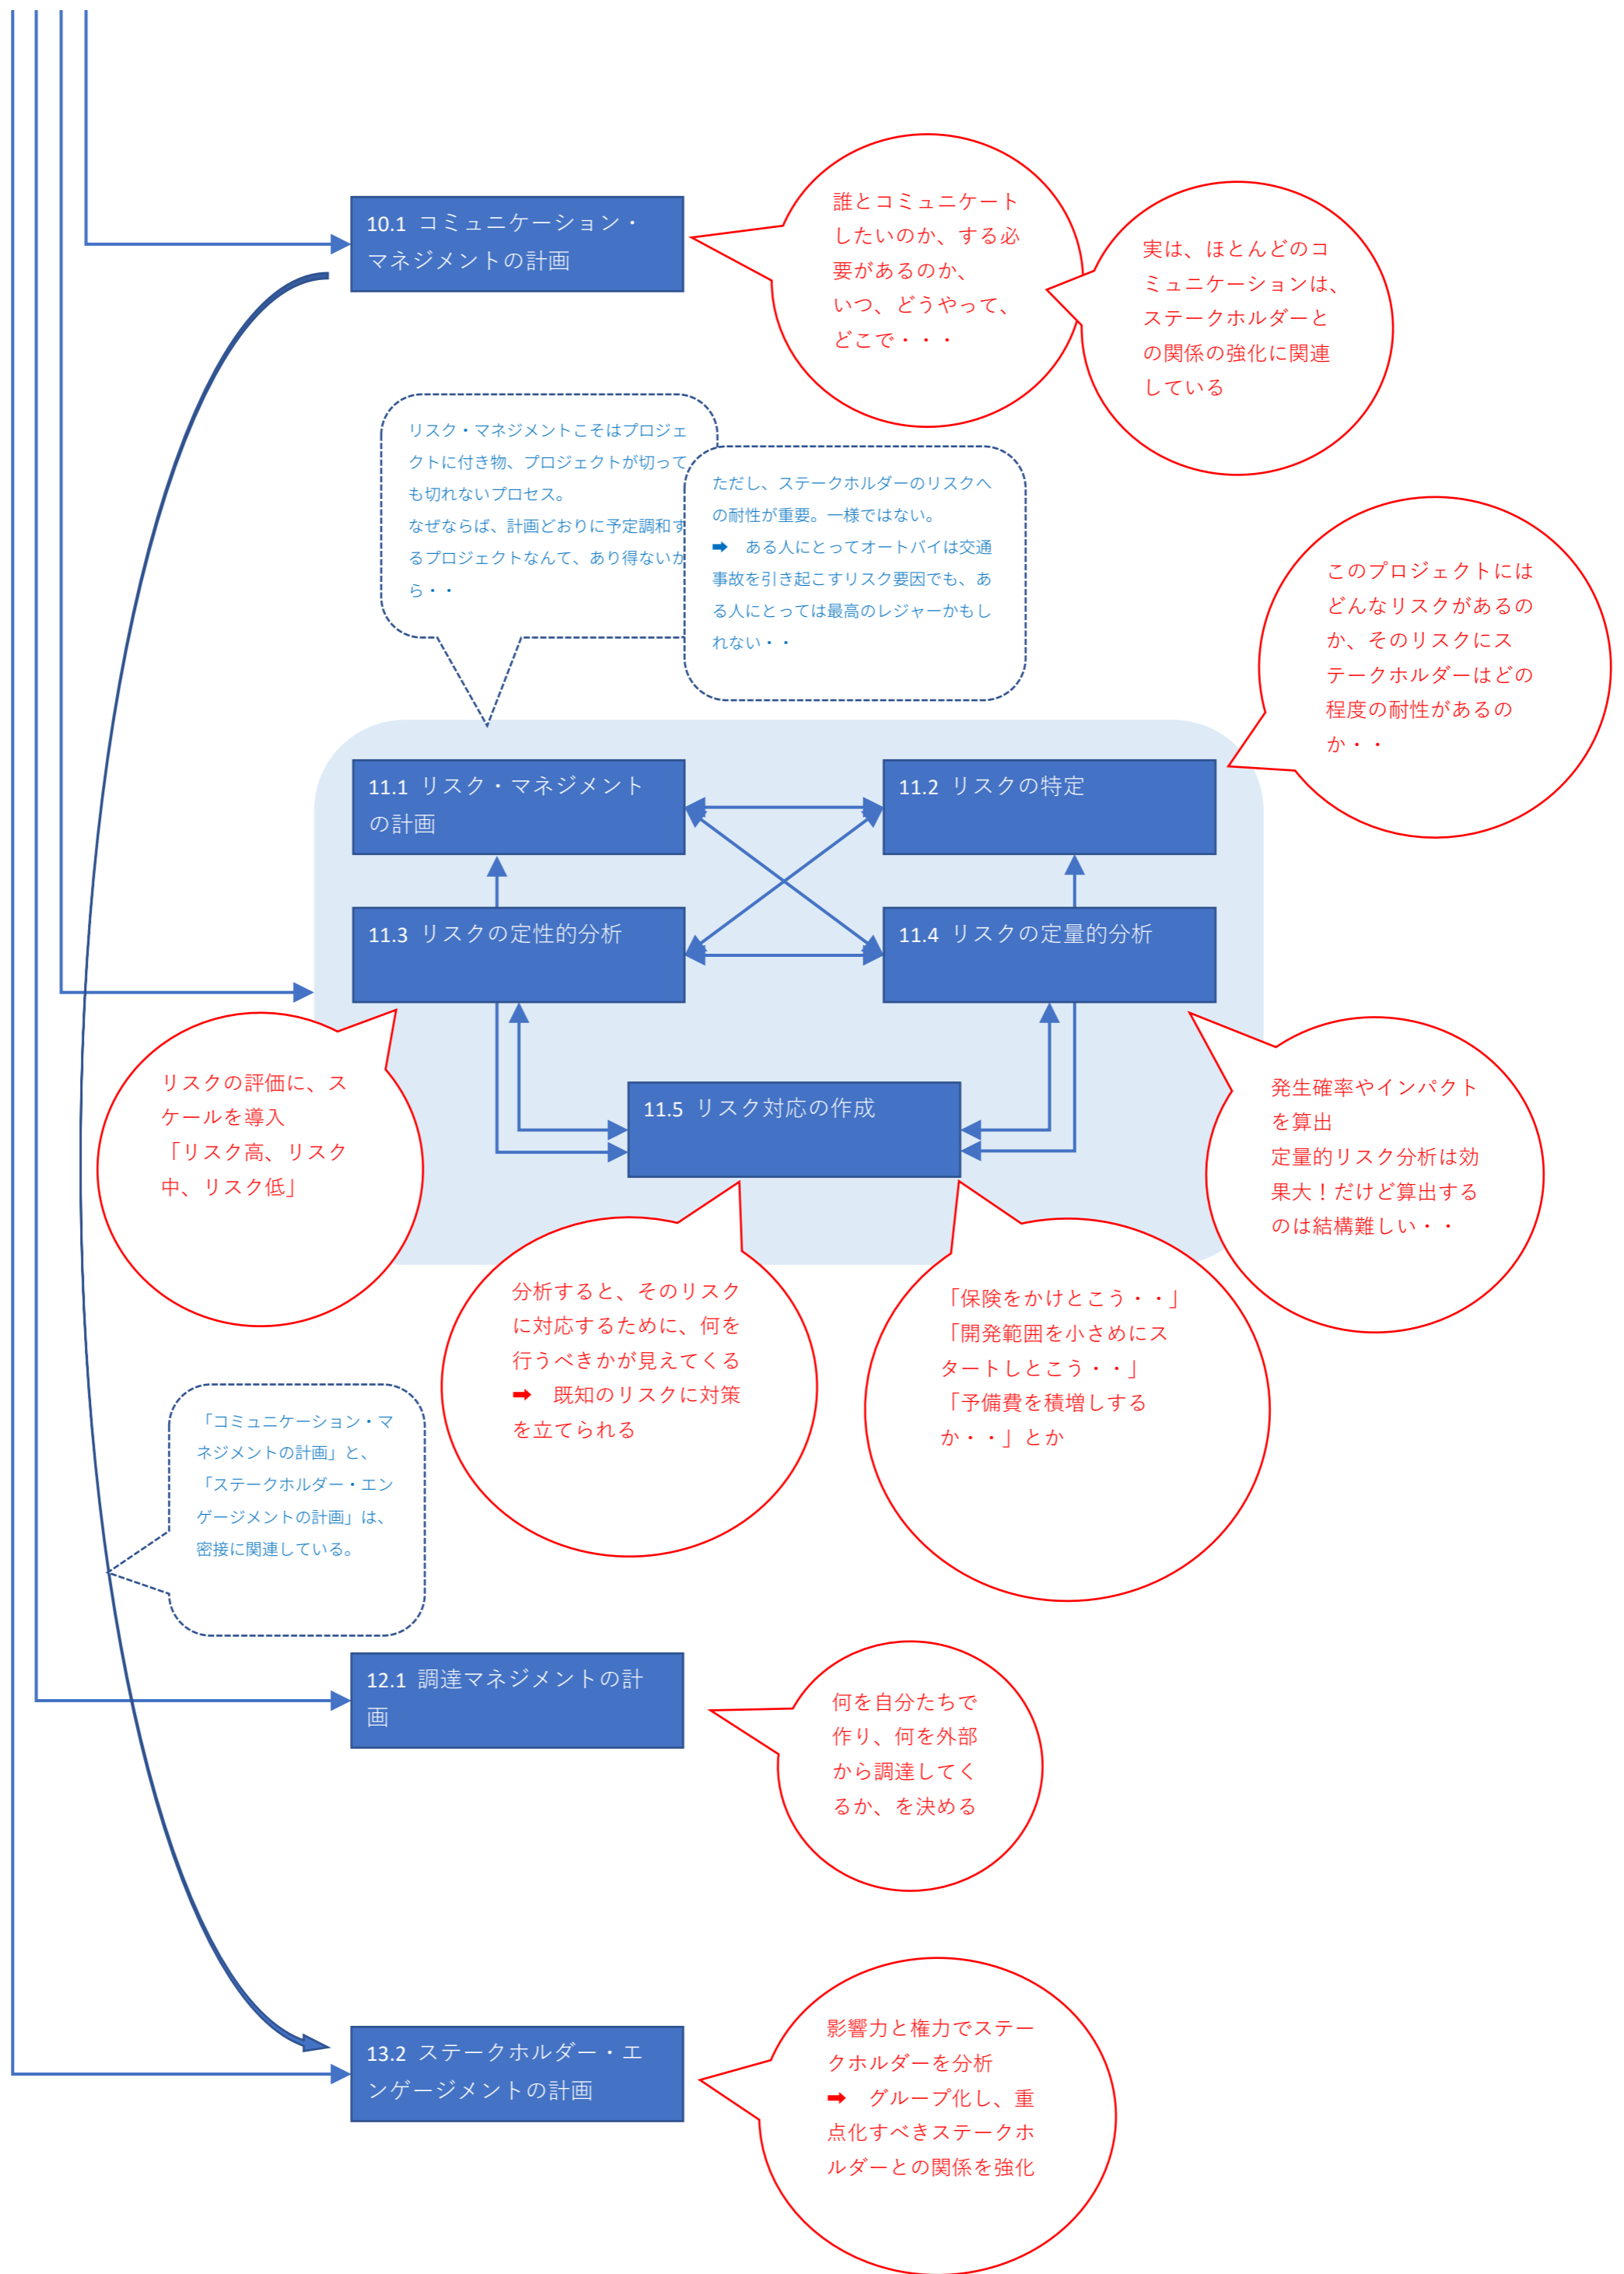 10.1 コミュニケーション・
マネジメントの計画
誰とコミュニケート
したいのか、する必
要があるのか、
いつ、どうやって、
どこで・・・
実は、ほとんどのコ
ミュニケーションは、
ステークホルダーと
の関係の強化に関連
している
リスク・マネジメントこそはプロジェ
クトに付き物、プロジェクトが切って
も切れないプロセス。
なぜならば、計画どおりに予定調和す
るプロジェクトなんて、あり得ないか
ら・・
ただし、ステークホルダーのリスクへ
の耐性が重要。一様ではない。
➡ ある人にとってオートバイは交通
事故を引き起こすリスク要因でも、あ
る人にとっては最高のレジャーかもし
れない・・
このプロジェクトには
どんなリスクがあるの
か、そのリスクにス
テークホルダーはどの
程度の耐性があるの
か・・
11.1 リスク・マネジメント
の計画
11.2 リスクの特定
11.3 リスクの定性的分析
11.4 リスクの定量的分析
リスクの評価に、ス
ケールを導入
「リスク高、リスク
中、リスク低」
11.5 リスク対応の作成
発生確率やインパクト
を算出
定量的リスク分析は効
果大！だけど算出する
のは結構難しい・・
分析すると、そのリスク
に対応するために、何を
行うべきかが見えてくる
➡ 既知のリスクに対策
を立てられる
「保険をかけとこう・・」
「開発範囲を小さめにス
タートしとこう・・」
「予備費を積増しする
か・・」とか
「コミュニケーション・マ
ネジメントの計画」と、
「ステークホルダー・エン
ゲージメントの計画」は、
密接に関連している。
12.1 調達マネジメントの計
画
何を自分たちで
作り、何を外部
から調達してく
るか、を決める
13.2 ステークホルダー・エ
ンゲージメントの計画
影響力と権力でステー
クホルダーを分析
➡ グループ化し、重
点化すべきステークホ
ルダーとの関係を強化